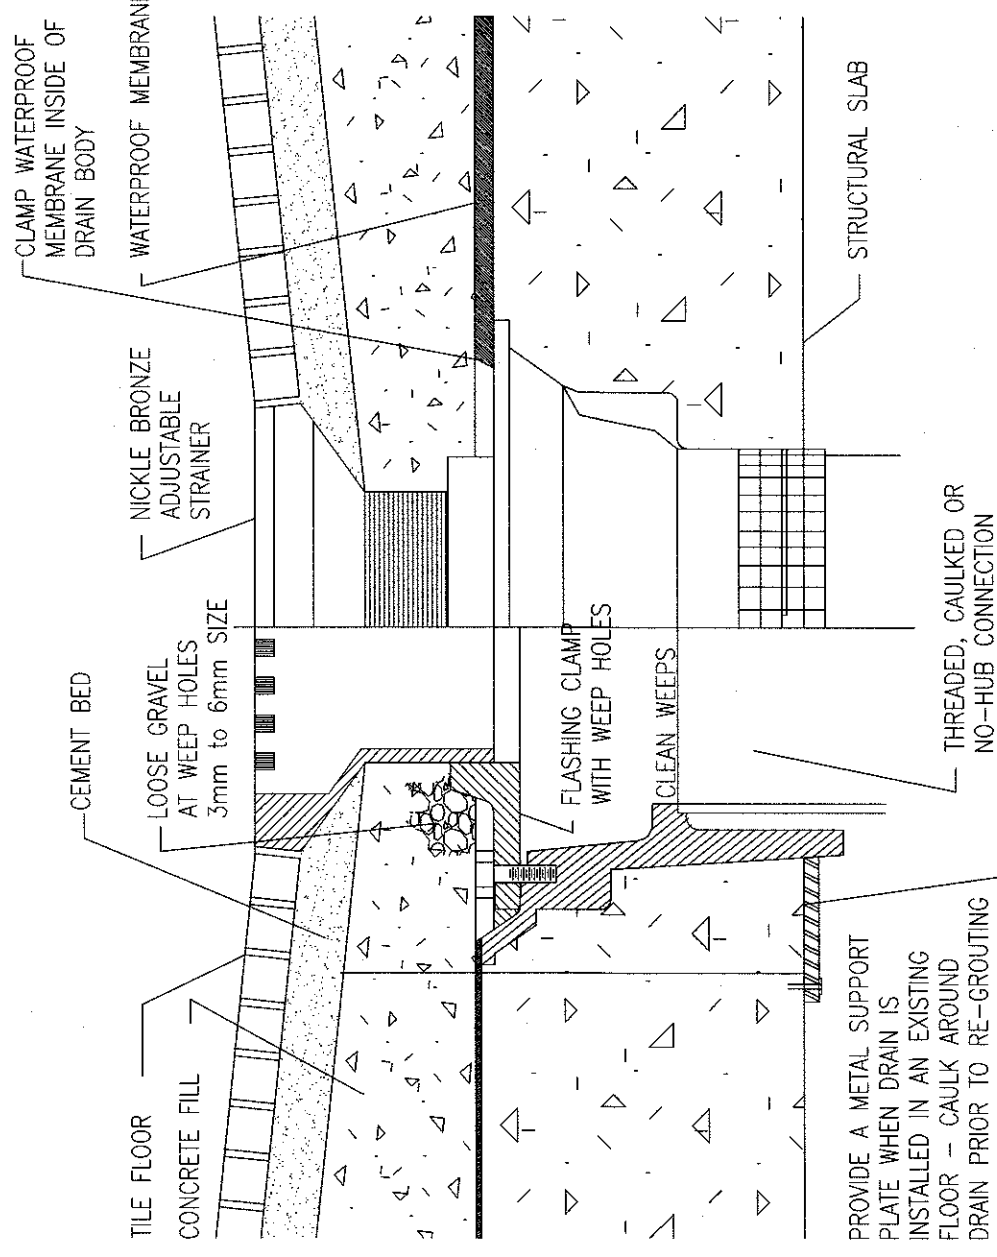 TILE FLOOR
CONCRETE FILL
CEMENT BED
LOOSE GRAVEL
AT WEEP HOLES
3mm to 6mm SIZE
NICKLE BRONZE
ADJUSTABLE
STRAINER
CLAMP WATERPROOF
MEMBRANE INSIDE OF
DRAIN BODY
WATERPROOF MEMBRANE
FLASHING CLAMP
WITH WEEP HOLES
CLEAN WEEPS
PROVIDE A METAL SUPPORT
PLATE WHEN DRAIN IS
INSTALLED IN AN EXISTING
FLOOR - CAULK AROUND
DRAIN PRIOR TO RE-GROUTING
THREADED, CAULKED OR
NO-HUB CONNECTION
STRUCTURAL SLAB